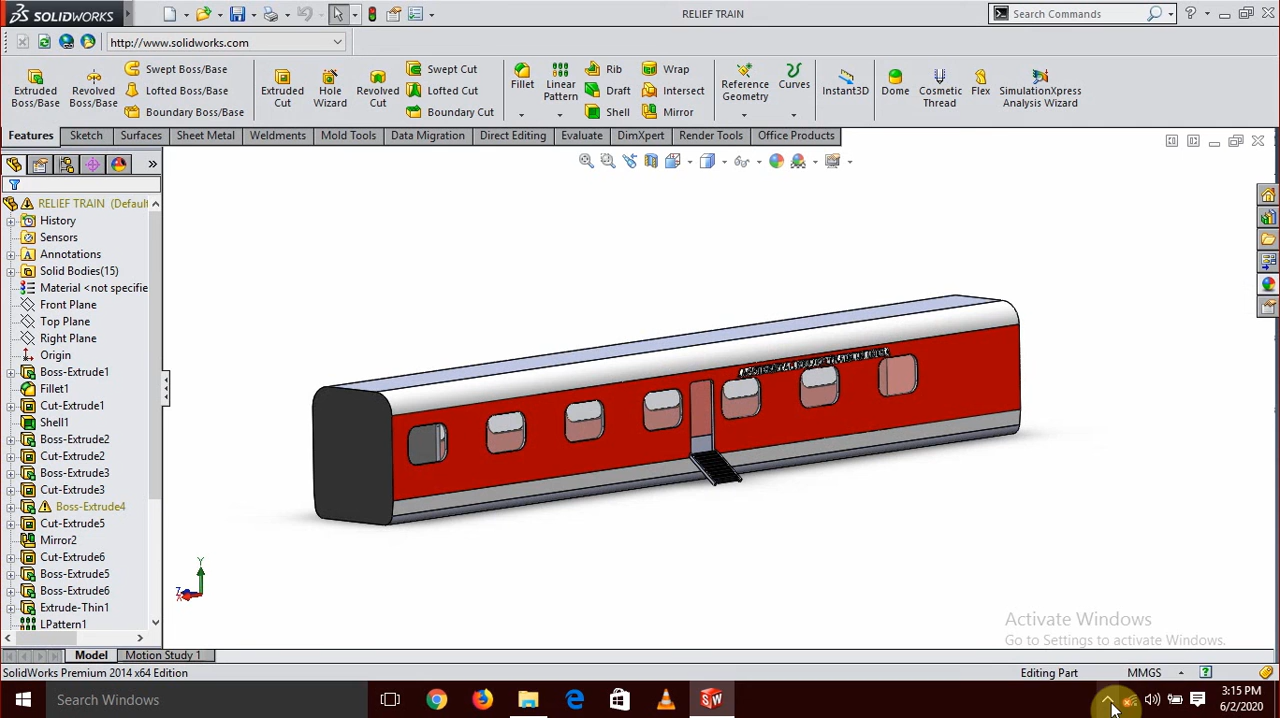 SOLIDWORKS
RELIEF TRAIN
Search Commands
http://www.solidworks.com
Extruded Boss/Base
Revolved Boss/Base
Swept Boss/Base
Lofted Boss/Base
Boundary Boss/Base
Extruded Cut
Hole Wizard
Revolved Cut
Swept Cut
Lofted Cut
Boundary Cut
Fillet
Linear Pattern
Rib
Draft
Shell
Wrap
Intersect
Mirror
Reference Geometry
Curves
Instant3D
Dome
Cosmetic Thread
Flex
SimulationXpress Analysis Wizard
Features
Sketch
Surfaces
Sheet Metal
Weldments
Mold Tools
Data Migration
Direct Editing
Evaluate
DimXpert
Render Tools
Office Products
RELIEF TRAIN (Default
History
Sensors
Annotations
Solid Bodies(15)
Material <not specifie
Front Plane
Top Plane
Right Plane
Origin
Boss-Extrude1
Fillet1
Cut-Extrude1
Shell1
Boss-Extrude2
Cut-Extrude2
Boss-Extrude3
Cut-Extrude3
Boss-Extrude4
Cut-Extrude5
Mirror2
Cut-Extrude6
Boss-Extrude5
Boss-Extrude6
Extrude-Thin1
LPattern1
Y
Z
Activate Windows
Go to Settings to activate Windows.
Model
Motion Study 1
SolidWorks Premium 2014 x64 Edition
Editing Part
MMGS
Search Windows
3:15 PM
6/2/2020